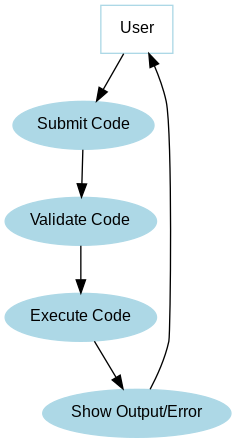 User
Submit Code
Validate Code
Execute Code
Show Output/Error